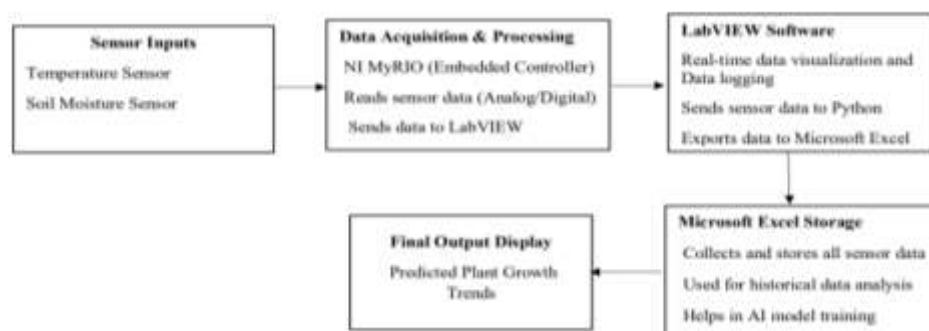 Sensor Inputs
Temperature Sensor
Soil Moisture Sensor
Data Acquisition & Processing
NI MyRIO (Embedded Controller)
Reads sensor data (Analog/Digital)
Sends data to LabVIEW
LabVIEW Software
Real-time data visualization and
Data logging
Sends sensor data to Python
Exports data to Microsoft Excel
Microsoft Excel Storage
Collects and stores all sensor data
Used for historical data analysis
Helps in AI model training
Final Output Display
Predicted Plant Growth
Trends